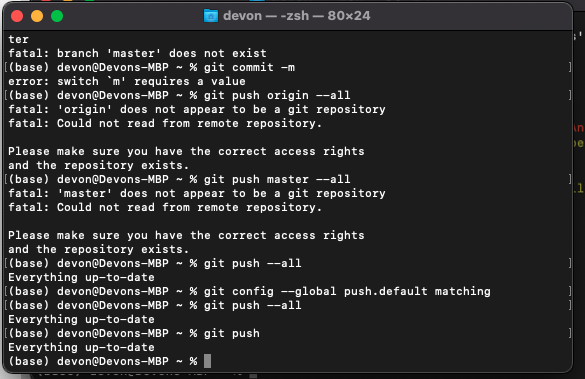 devon — -zsh — 80×24
ter
fatal: branch 'master' does not exist
[(base) devon@Devons-MBP ~ % git commit -m ]
error: switch `m' requires a value
[(base) devon@Devons-MBP ~ % git push origin --all ]
fatal: 'origin' does not appear to be a git repository
fatal: Could not read from remote repository.
Please make sure you have the correct access rights
and the repository exists.
[(base) devon@Devons-MBP ~ % git push master --all ]
fatal: 'master' does not appear to be a git repository
fatal: Could not read from remote repository.
Please make sure you have the correct access rights
and the repository exists.
[(base) devon@Devons-MBP ~ % git push --all ]
Everything up-to-date
[(base) devon@Devons-MBP ~ % git config --global push.default matching ]
[(base) devon@Devons-MBP ~ % git push --all ]
Everything up-to-date
[(base) devon@Devons-MBP ~ % git push ]
Everything up-to-date
(base) devon@Devons-MBP ~ %